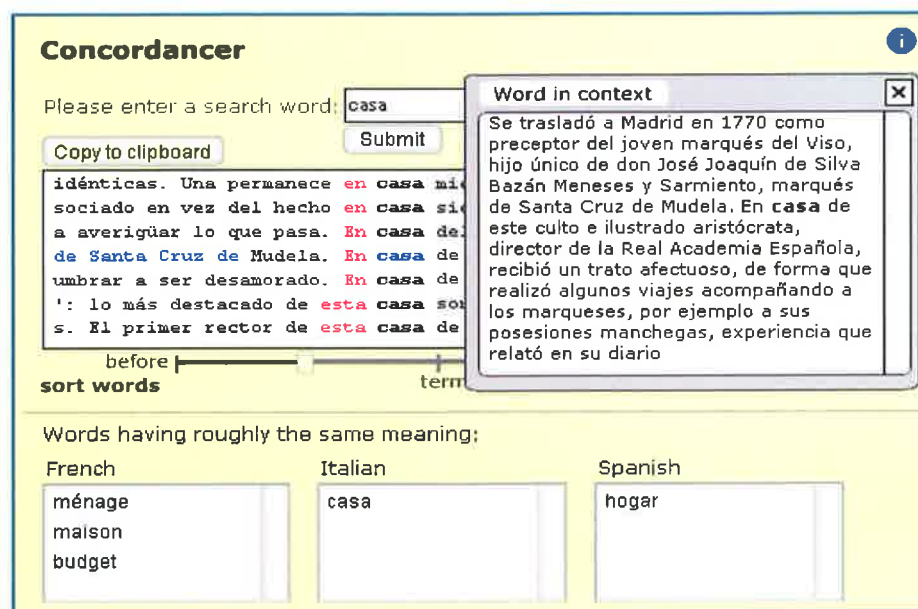 Concordancer
i
Please enter a search word: casa
Submit
Copy to clipboard
idénticas. Una permanece en casa
sociado en vez del hecho en casa
a averigüar lo que pasa. En casa
de Santa Cruz de Mudela. En casa de
umbrar a ser desamorado. En casa de
': lo más destacado de esta casa
s. El primer rector de esta casa de
before
term
sort words
Word in context
Se trasladó a Madrid en 1770 como
preceptor del joven marqués del Viso,
hijo único de don José Joaquín de Silva
Bazán Meneses y Sarmiento, marqués
de Santa Cruz de Mudela. En casa de
este culto e ilustrado aristócrata,
director de la Real Academia Española,
recibió un trato afectuoso, de forma que
realizó algunos viajes acompañando a
los marqueses, por ejemplo a sus
posesiones manchegas, experiencia que
relató en su diario
Words having roughly the same meaning:
French
ménage
maison
budget
Italian
casa
Spanish
hogar